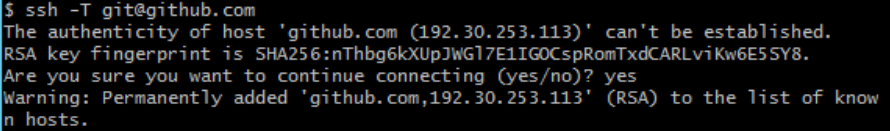 $ ssh -T git@github.com
The authenticity of host 'github.com (192.30.253.113)' can't be established.
RSA key fingerprint is SHA256:nThbg6kXUpJWGl7E1IGOCspRomTxdCARLviKw6E5SY8.
Are you sure you want to continue connecting (yes/no)? yes
Warning: Permanently added 'github.com,192.30.253.113' (RSA) to the list of know
n hosts.